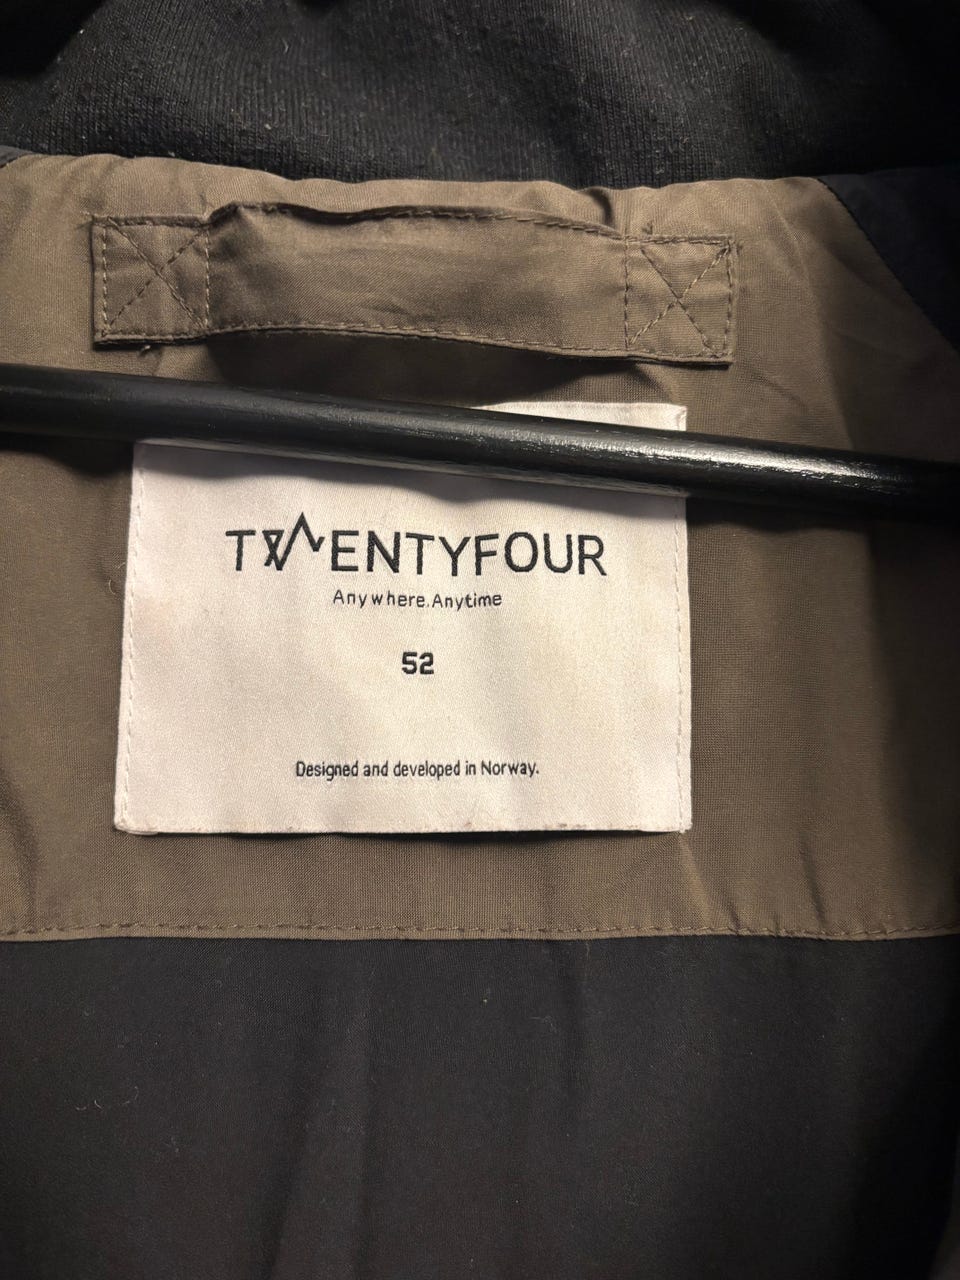 TWENTYFOUR
Anywhere.Anytime
52
Designed and developed in Norway.